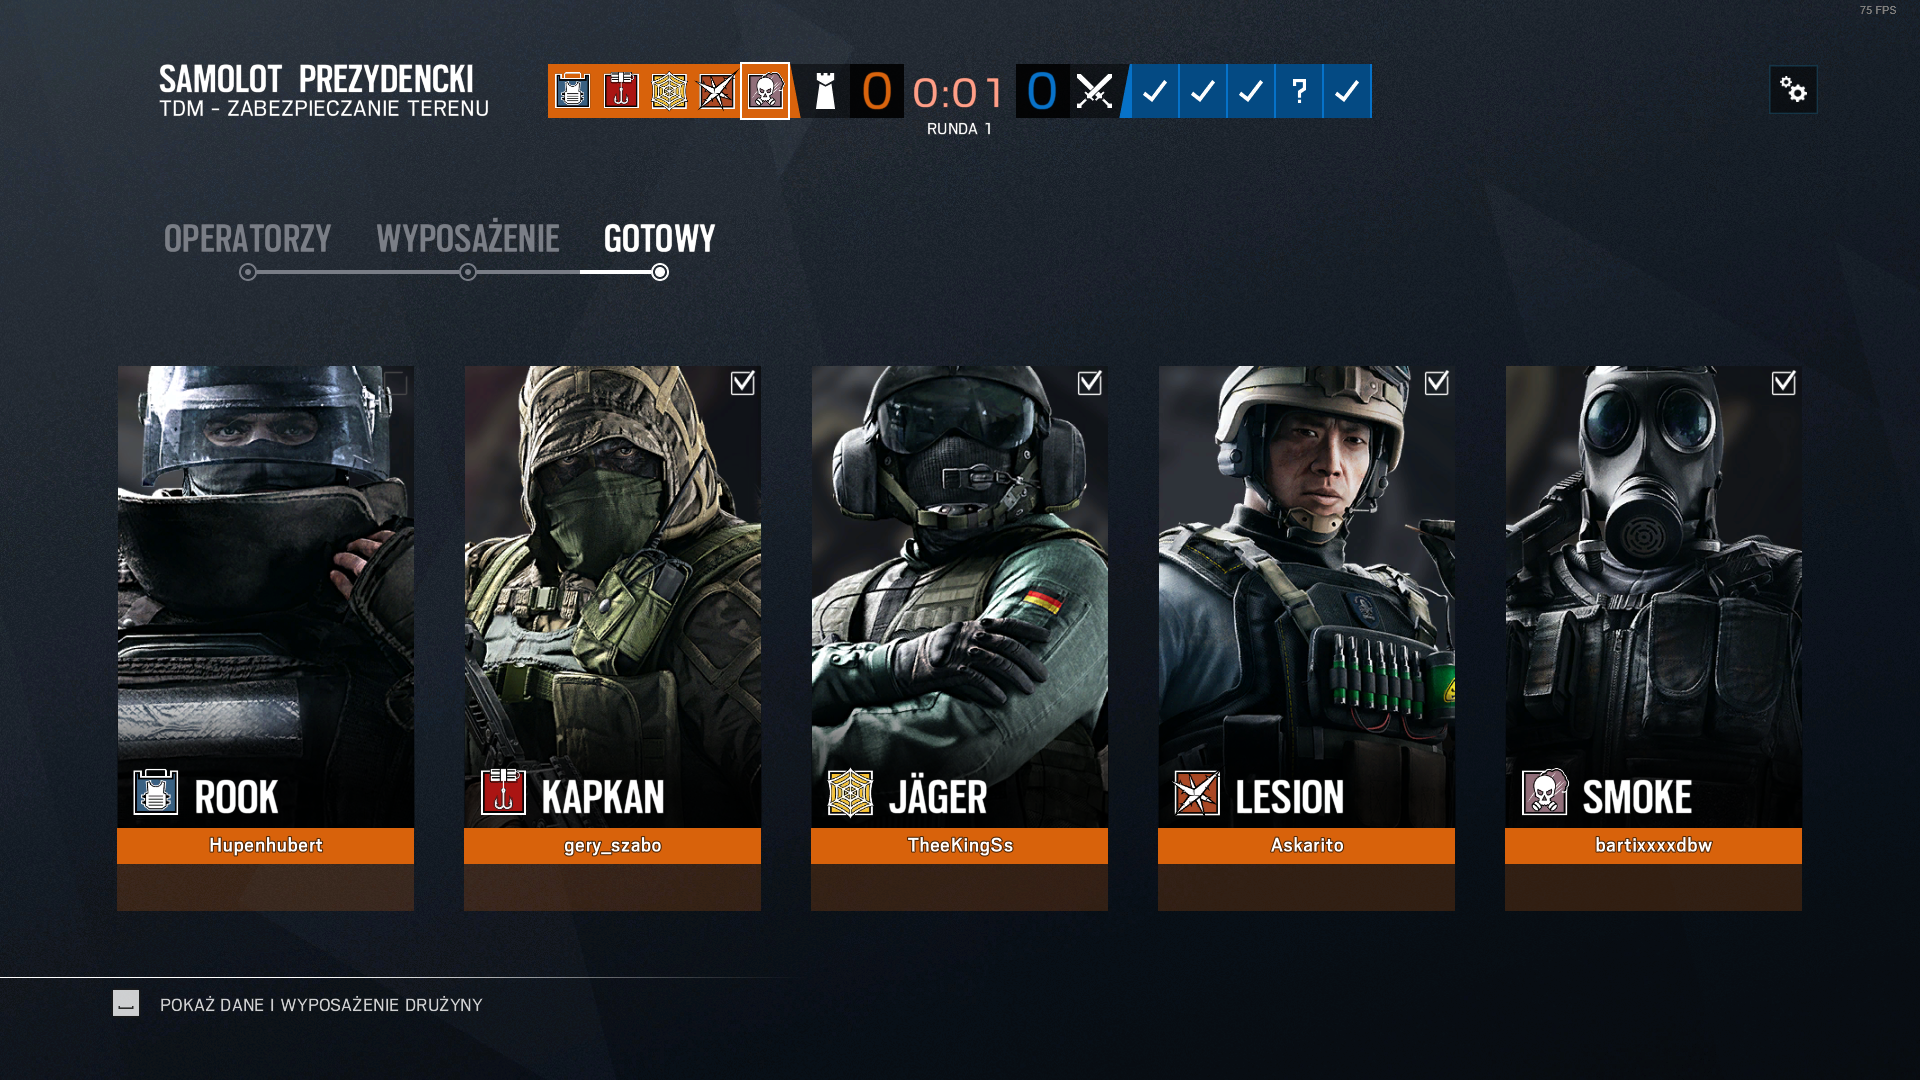 75 FPS
SAMOLOT PREZYDENCKI
TDM - ZABEZPIECZANIE TERENU
0 0:01 0 ?
RUNDA 1
OPERATORZY WYPOSAŻENIE GOTOWY
ROOK KAPKAN JÄGER LESION SMOKE
Hupenhubert gery_szabo TheeKingSs Askarito bartixxxxdbw
POKAŻ DANE I WYPOSAŻENIE DRUŻYNY